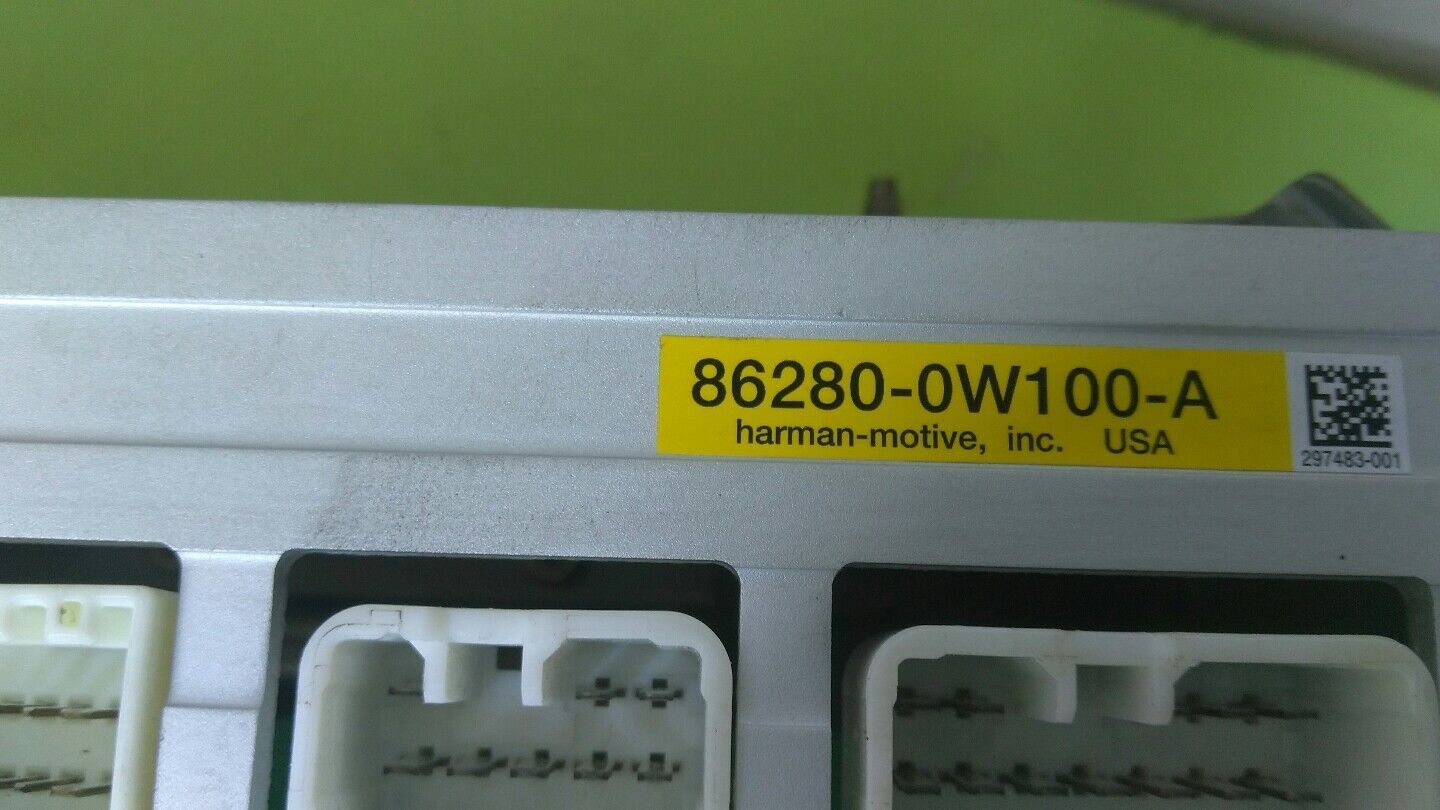 86280-0W100-A
harman-motive, inc. USA
297483-001